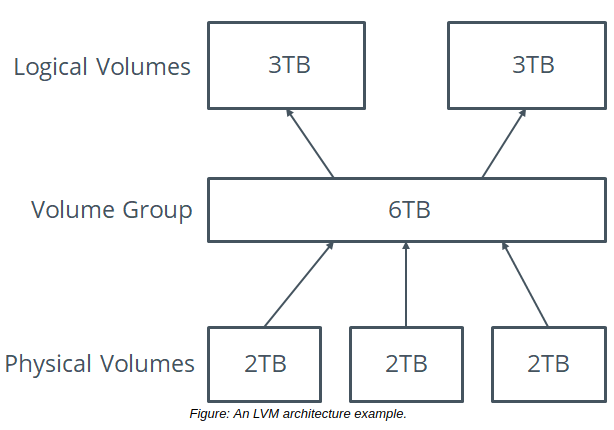 Logical Volumes 3TB 3TB
Volume Group 6TB
Physical Volumes 2TB 2TB 2TB
Figure: An LVM architecture example.